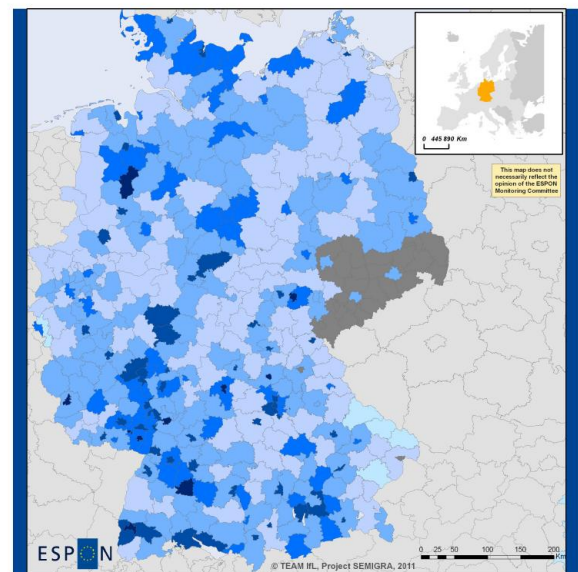 0 445 890 Km
This map does not
necessarily reflect the
opinion of the ESPON
Monitoring Committee
ESPON
© TEAM IfL, Project SEMIGRA, 2011
0 25 50 100 150 200
Km